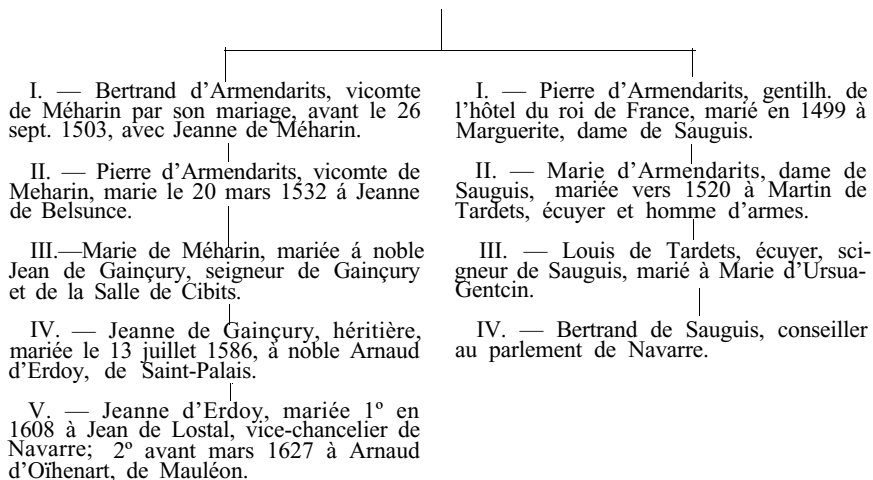 I. — Bertrand d'Armendarits, vicomte
de Méharin par son mariage, avant le 26
sept. 1503, avec Jeanne de Méharin.
II. — Pierre d'Armendarits, vicomte de
Meharin, marie le 20 mars 1532 á Jeanne
de Belsunce.
III.—Marie de Méharin, mariée á noble
Jean de Gainçury, seigneur de Gainçury
et de la Salle de Cibits.
IV. — Jeanne de Gainçury, héritière,
mariée le 13 juillet 1586, à noble Arnaud
d'Erdoy, de Saint-Palais.
V. — Jeanne d'Erdoy, mariée 1º en
1608 à Jean de Lostal, vice-chancelier de
Navarre; 2º avant mars 1627 à Arnaud
d'Oïhenart, de Mauléon.
I. — Pierre d'Armendarits, gentilh. de
l'hôtel du roi de France, marié en 1499 à
Marguerite, dame de Sauguis.
II. — Marie d'Armendarits, dame de
Sauguis, mariée vers 1520 à Martin de
Tardets, écuyer et homme d'armes.
III. — Louis de Tardets, écuyer, sci-
gneur de Sauguis, marié à Marie d'Ursua-
Gentcin.
IV. — Bertrand de Sauguis, conseiller
au parlement de Navarre.